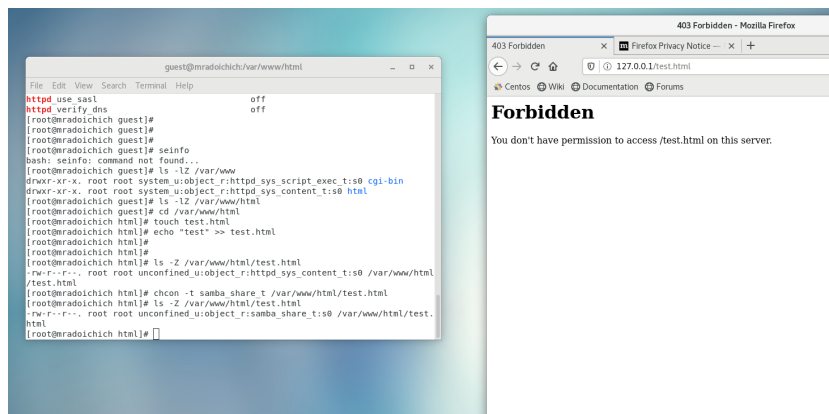 guest@mradoichich:/var/www/html
File Edit View Search Terminal Help
httpd_use_sasl off
httpd_verify_dns off
[root@mradoichich guest]#
[root@mradoichich guest]#
[root@mradoichich guest]#
[root@mradoichich guest]# seinfo
bash: seinfo: command not found...
[root@mradoichich guest]# ls -lZ /var/www
drwxr-xr-x. root root system_u:object_r:httpd_sys_script_exec_t:s0 cgi-bin
drwxr-xr-x. root root system_u:object_r:httpd_sys_content_t:s0 html
[root@mradoichich guest]# ls -lZ /var/www/html
[root@mradoichich guest]# cd /var/www/html
[root@mradoichich html]# touch test.html
[root@mradoichich html]# echo "test" >> test.html
[root@mradoichich html]#
[root@mradoichich html]#
[root@mradoichich html]# ls -Z /var/www/html/test.html
-rw-r--r--. root root unconfined_u:object_r:httpd_sys_content_t:s0 /var/www/html
/test.html
[root@mradoichich html]# chcon -t samba_share_t /var/www/html/test.html
[root@mradoichich html]# ls -Z /var/www/html/test.html
-rw-r--r--. root root unconfined_u:object_r:samba_share_t:s0 /var/www/html/test.
html
[root@mradoichich html]#
403 Forbidden - Mozilla Firefox
403 Forbidden
m Firefox Privacy Notice —
127.0.0.1/test.html
Centos Wiki Documentation Forums
Forbidden
You don't have permission to access /test.html on this server.